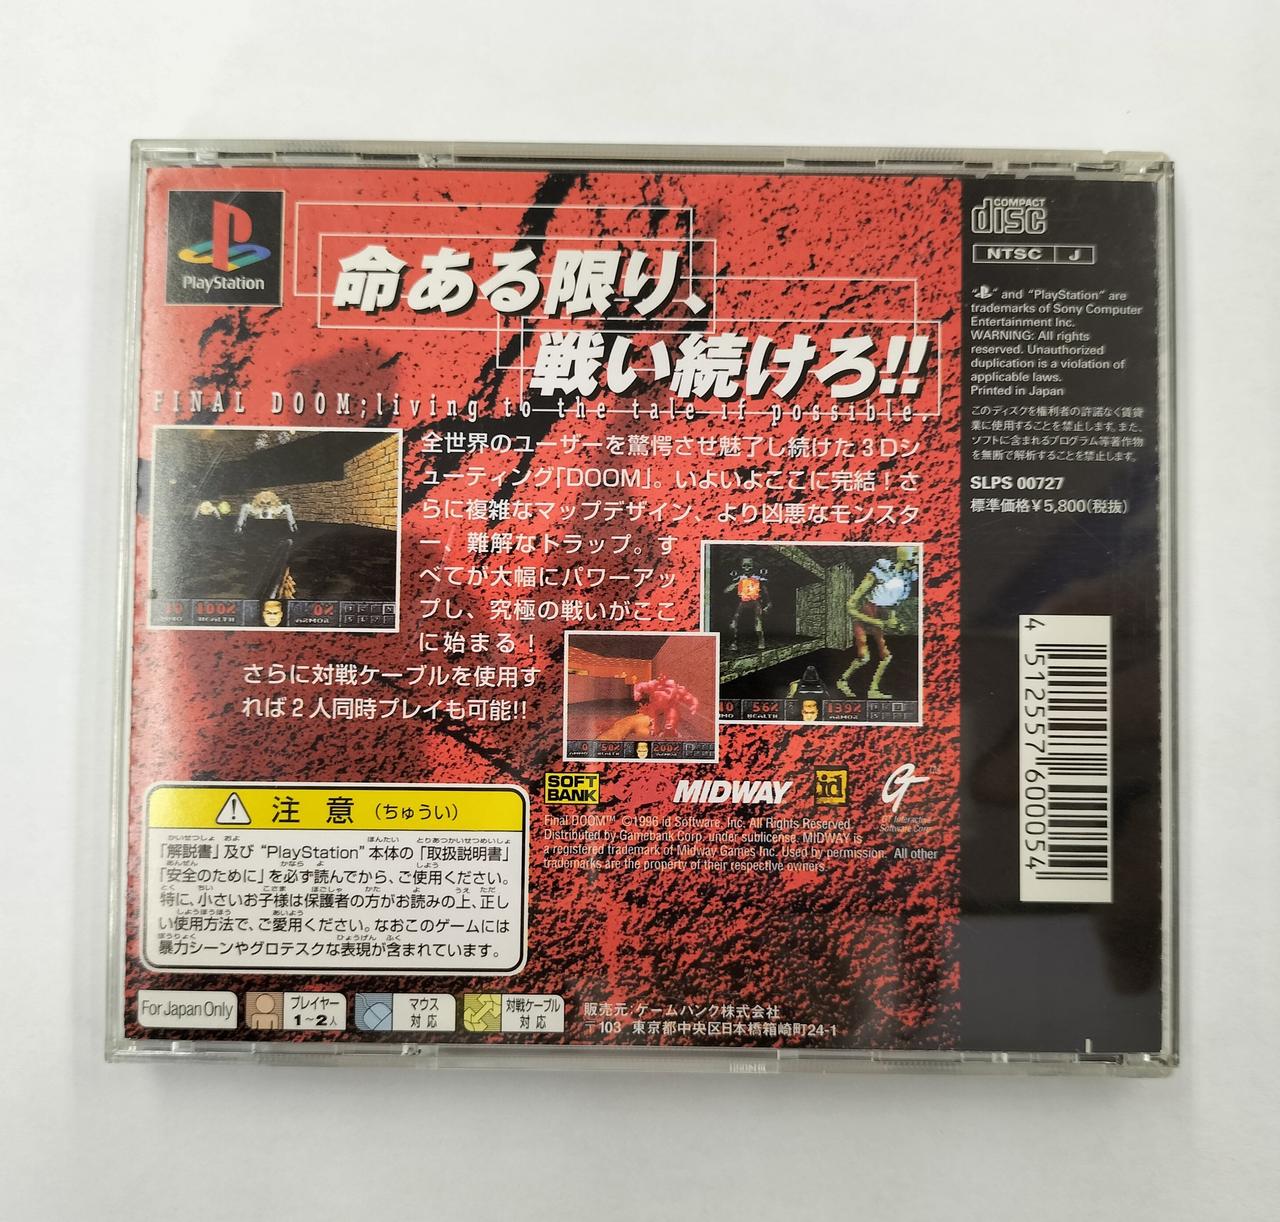 PlayStation
命ある限り、
戦い続けろ!!
FINAL DOOM;living to the tale if possible
全世界のユーザーを驚愕させ魅了し続けた3Dシ
ューティング「DOOM」。いよいよここに完結！さ
らに複雑なマップデザイン、より凶悪なモンスタ
ー、難解なトラップ。す
べてが大幅にパワーアッ
プし、究極の戦いがここ
に始まる！
さらに対戦ケーブルを使用す
れば2人同時プレイも可能!!
100% 0%
HEALTH ARMOR
56% 139%
HEALTH ARMOR
0 58% 200%
SOFT
BANK
MIDWAY
id
GT Interactive
Software Corp.
Final DOOM™ ©1996 id Software, Inc. All Rights Reserved.
Distributed by Gamebank Corp. under sublicense. MIDWAY is
a registered trademark of Midway Games Inc. Used by permission. All other
trademarks are the property of their respective owners.
注意（ちゅうい）
「解説書」及び“PlayStation”本体の「取扱説明書」
「安全のために」を必ず読んでから、ご使用ください。
特に、小さいお子様は保護者の方がお読みの上、正し
い使用方法で、ご愛用ください。なおこのゲームには
暴力シーンやグロテスクな表現が含まれています。
For Japan Only
プレイヤー
1～2人
マウス
対応
対戦ケーブル
対応
販売元：ゲームバンク株式会社
〒103 東京都中央区日本橋箱崎町24-1
COMPACT
disc
NTSC J
“ ” and “PlayStation” are
trademarks of Sony Computer
Entertainment Inc.
WARNING: All rights
reserved. Unauthorized
duplication is a violation of
applicable laws.
Printed in Japan
このディスクを権利者の許諾なく賃貸
業に使用することを禁止します。また、
ソフトに含まれるプログラム等著作物
を無断で解析することを禁止します。
SLPS 00727
標準価格¥5,800(税抜)
4 512557 600054